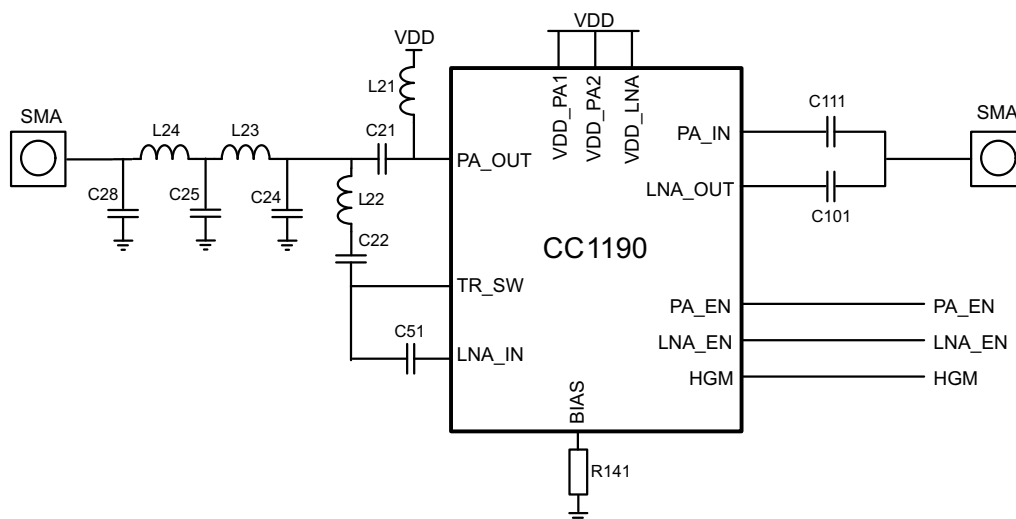 VDD
VDD
L21
VDD_PA1
VDD_PA2
VDD_LNA
SMA
L24
L23
C21
PA_OUT
PA_IN
C111
SMA
C28
C25
C24
L22
LNA_OUT
C101
C22
CC1190
TR_SW
PA_EN
PA_EN
C51
LNA_IN
LNA_EN
LNA_EN
HGM
HGM
BIAS
R141